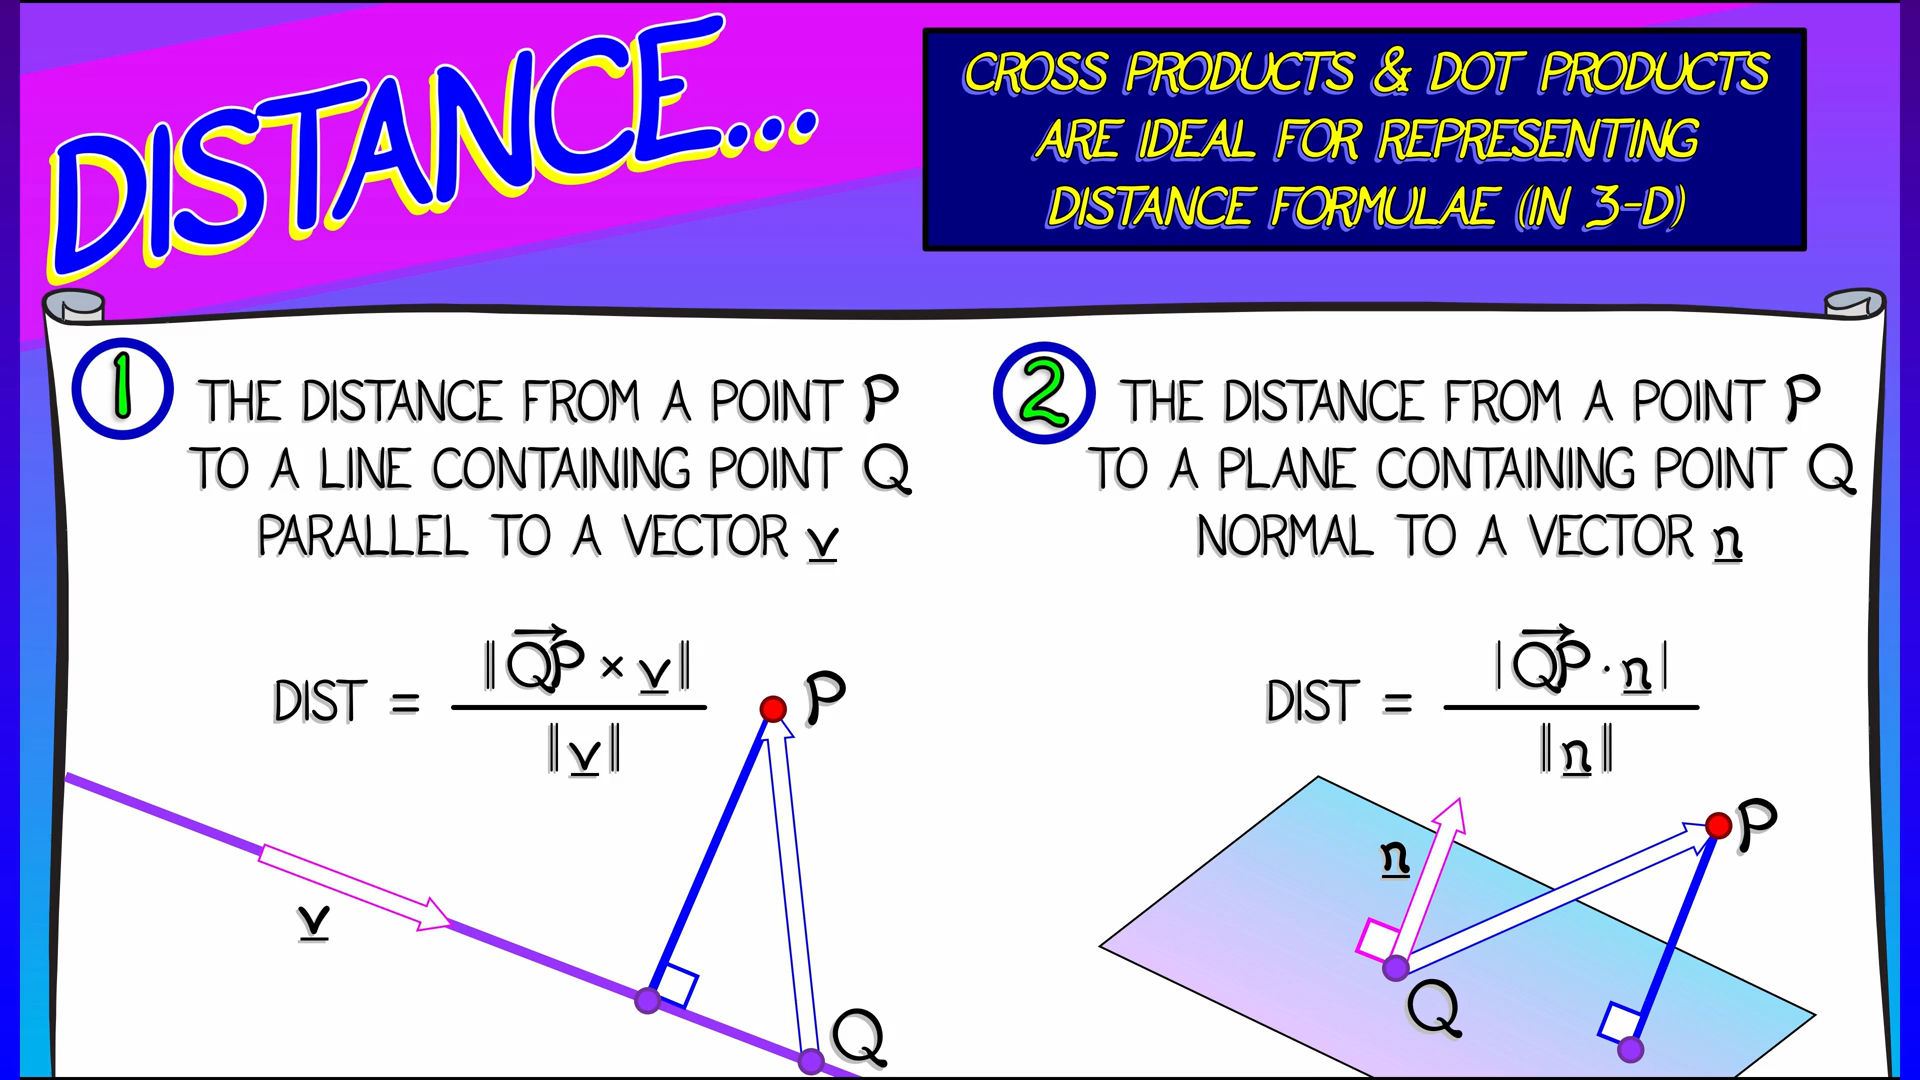 DISTANCE...
CROSS PRODUCTS & DOT PRODUCTS
ARE IDEAL FOR REPRESENTING
DISTANCE FORMULAE (IN 3-D)
1
THE DISTANCE FROM A POINT P
TO A LINE CONTAINING POINT Q
PARALLEL TO A VECTOR v
DIST = ‖QP × v‖
‖v‖
P
v
Q
2
THE DISTANCE FROM A POINT P
TO A PLANE CONTAINING POINT Q
NORMAL TO A VECTOR n
DIST = |QP · n|
‖n‖
n
P
Q